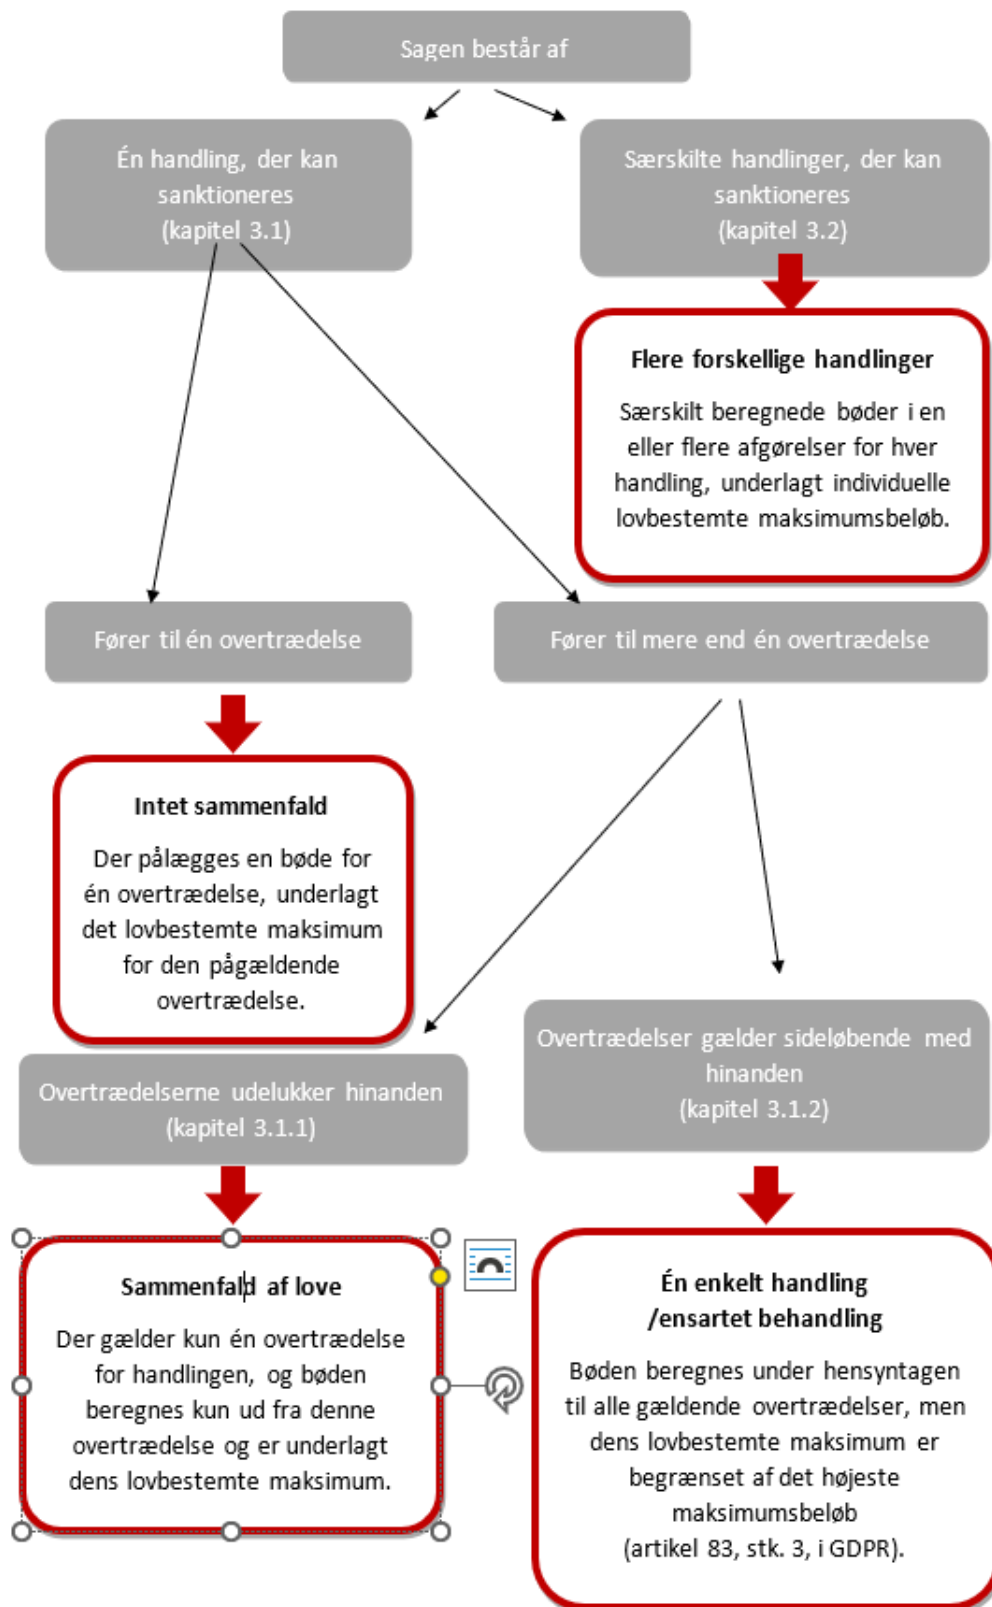 Sagen består af
Én handling, der kan
sanktioneres
(kapitel 3.1)
Særskilte handlinger, der kan
sanktioneres
(kapitel 3.2)
Flere forskellige handlinger
Særskilt beregnede bøder i en
eller flere afgørelser for hver
handling, underlagt individuelle
lovbestemte maksimumsbeløb.
Fører til én overtrædelse
Fører til mere end én overtrædelse
Intet sammenfald
Der pålægges en bøde for
én overtrædelse, underlagt
det lovbestemte maksimum
for den pågældende
overtrædelse.
Overtrædelserne udelukker hinanden
(kapitel 3.1.1)
Overtrædelser gælder sideløbende med
hinanden
(kapitel 3.1.2)
Sammenfald af love
Der gælder kun én overtrædelse
for handlingen, og bøden
beregnes kun ud fra denne
overtrædelse og er underlagt
dens lovbestemte maksimum.
Én enkelt handling
/ensartet behandling
Bøden beregnes under hensyntagen
til alle gældende overtrædelser, men
dens lovbestemte maksimum er
begrænset af det højeste
maksimumsbeløb
(artikel 83, stk. 3, i GDPR).